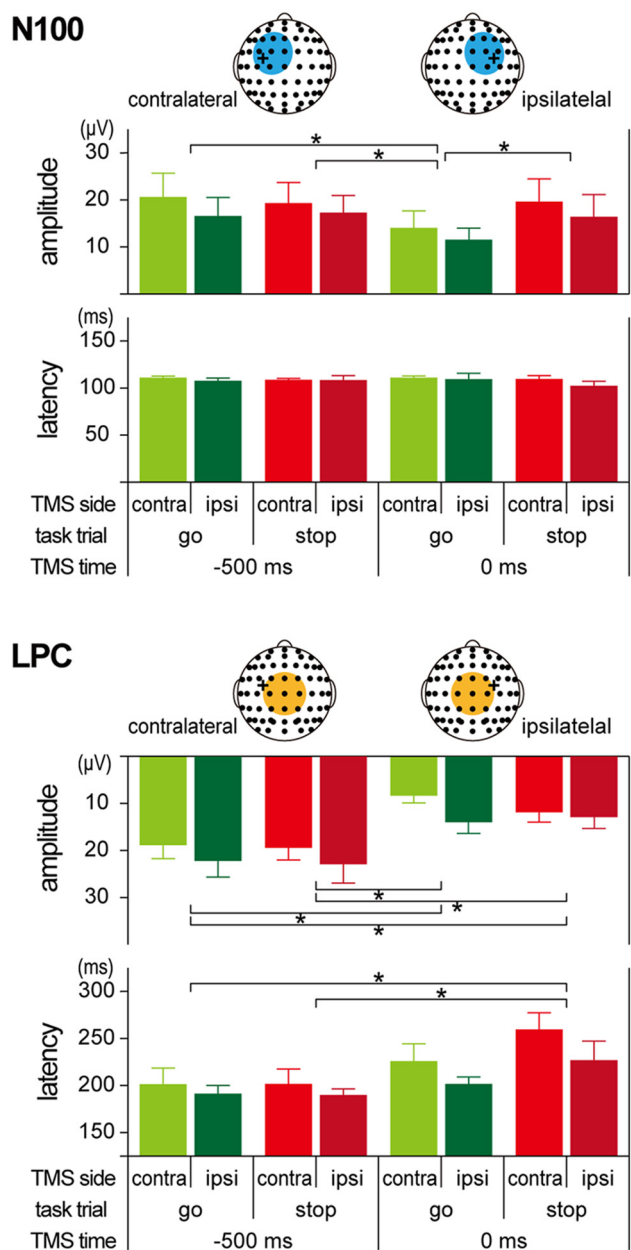 N100
contralateral ipsilatelal
(µV)
30
20
10
amplitude
* * *
(ms)
150
100
50
latency
TMS side contra ipsi contra ipsi contra ipsi contra ipsi
task trial go stop go stop
TMS time -500 ms 0 ms
LPC
contralateral ipsilatelal
(µV)
10
20
30
amplitude
* * * *
(ms)
300
250
200
150
latency
* *
TMS side contra ipsi contra ipsi contra ipsi contra ipsi
task trial go stop go stop
TMS time -500 ms 0 ms